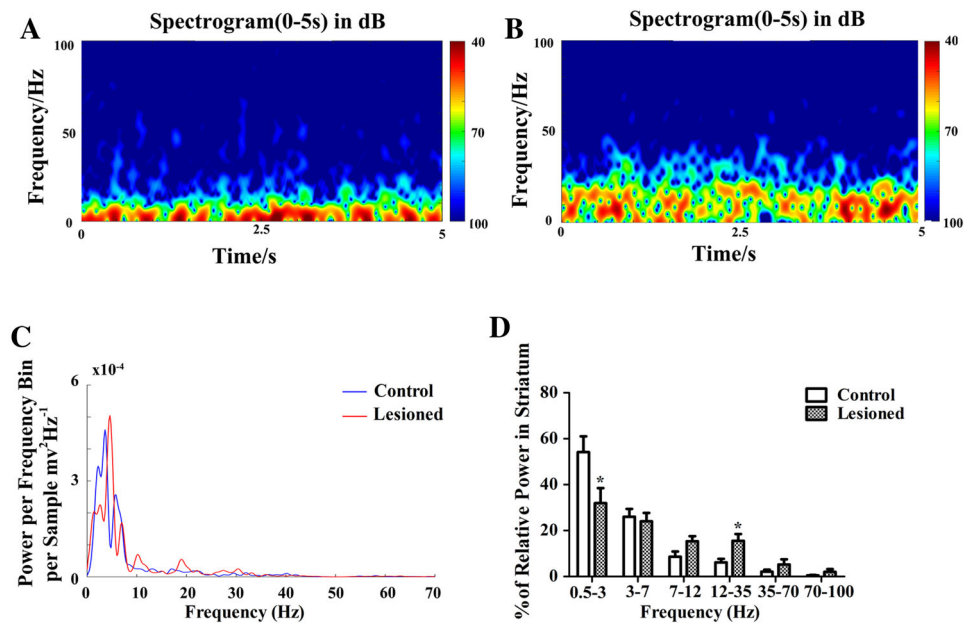 A
Spectrogram(0-5s) in dB
100
50
0
Frequency/Hz
0
2.5
5
Time/s
40
70
100
B
Spectrogram(0-5s) in dB
100
50
0
Frequency/Hz
0
2.5
5
Time/s
40
70
100
C
x10-4
6
3
0
Power per Frequency Bin
per Sample mv²Hz⁻¹
Control
Lesioned
0 10 20 30 40 50 60 70
Frequency (Hz)
D
80
60
40
20
0
% of Relative Power in Striatum
Control
Lesioned
*
*
0.5-3 3-7 7-12 12-35 35-70 70-100
Frequency (Hz)